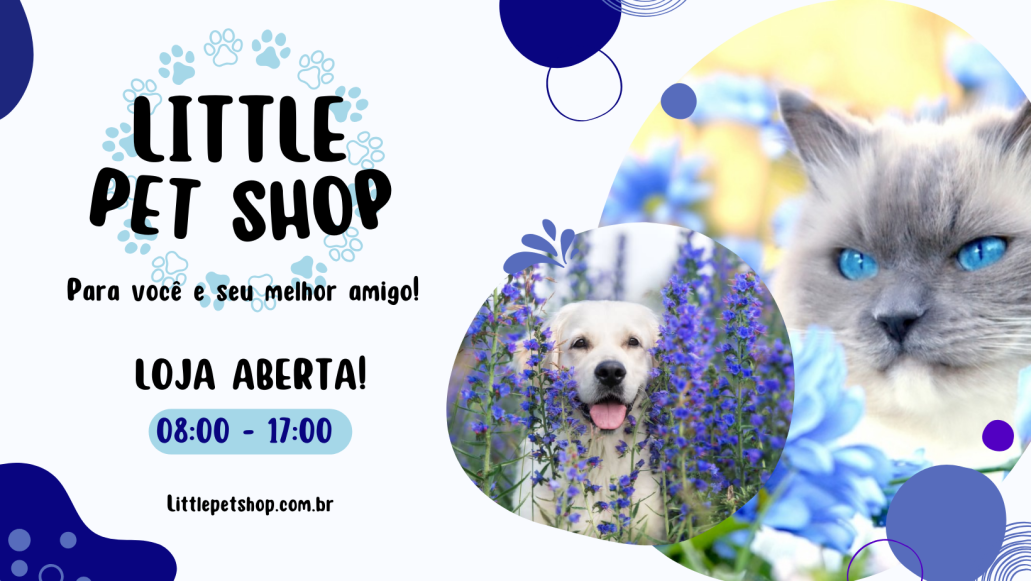 LITTLE
PET SHOP
Para você e seu melhor amigo!
LOJA ABERTA!
08:00 - 17:00
Littlepetshop.com.br